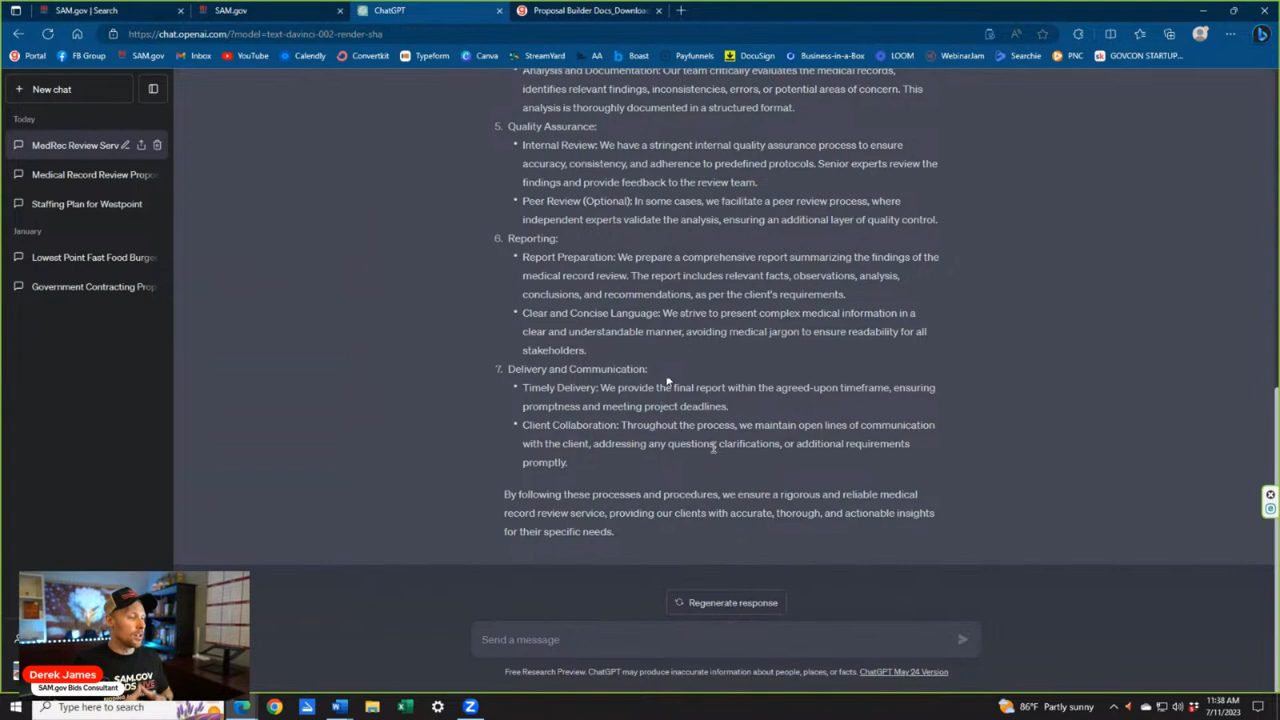 SAM.gov | Search
SAM.gov
ChatGPT
Proposal Builder Docs_Downloa
https://chat.openai.com/?model=text-davinci-002-render-sha
Portal
FB Group
SAM.gov
Inbox
YouTube
Calendly
Convertkit
Typeform
Canva
StreamYard
AA
Boast
Payfunnels
DocuSign
Business-in-a-Box
LOOM
WebinarJam
Searchie
PNC
GOVCON STARTUP...
New chat
Today
MedRec Review Serv
Medical Record Review Propo
Staffing Plan for Westpoint
January
Lowest Point Fast Food Burge
Government Contracting Prop
Analysis and Documentation: Our team critically evaluates the medical records,
identifies relevant findings, inconsistencies, errors, or potential areas of concern. This
analysis is thoroughly documented in a structured format.
5. Quality Assurance:
• Internal Review: We have a stringent internal quality assurance process to ensure
accuracy, consistency, and adherence to predefined protocols. Senior experts review the
findings and provide feedback to the review team.
• Peer Review (Optional): In some cases, we facilitate a peer review process, where
independent experts validate the analysis, ensuring an additional layer of quality control.
6. Reporting:
• Report Preparation: We prepare a comprehensive report summarizing the findings of the
medical record review. The report includes relevant facts, observations, analysis,
conclusions, and recommendations, as per the client's requirements.
• Clear and Concise Language: We strive to present complex medical information in a
clear and understandable manner, avoiding medical jargon to ensure readability for all
stakeholders.
7. Delivery and Communication:
• Timely Delivery: We provide the final report within the agreed-upon timeframe, ensuring
promptness and meeting project deadlines.
• Client Collaboration: Throughout the process, we maintain open lines of communication
with the client, addressing any questions, clarifications, or additional requirements
promptly.
By following these processes and procedures, we ensure a rigorous and reliable medical
record review service, providing our clients with accurate, thorough, and actionable insights
for their specific needs.
Regenerate response
Send a message
Free Research Preview. ChatGPT may produce inaccurate information about people, places, or facts. ChatGPT May 24 Version
SAM.GOV
Derek James
SAM.gov Bids Consultant
Type here to search
86°F Partly sunny
11:38 AM
7/11/2023